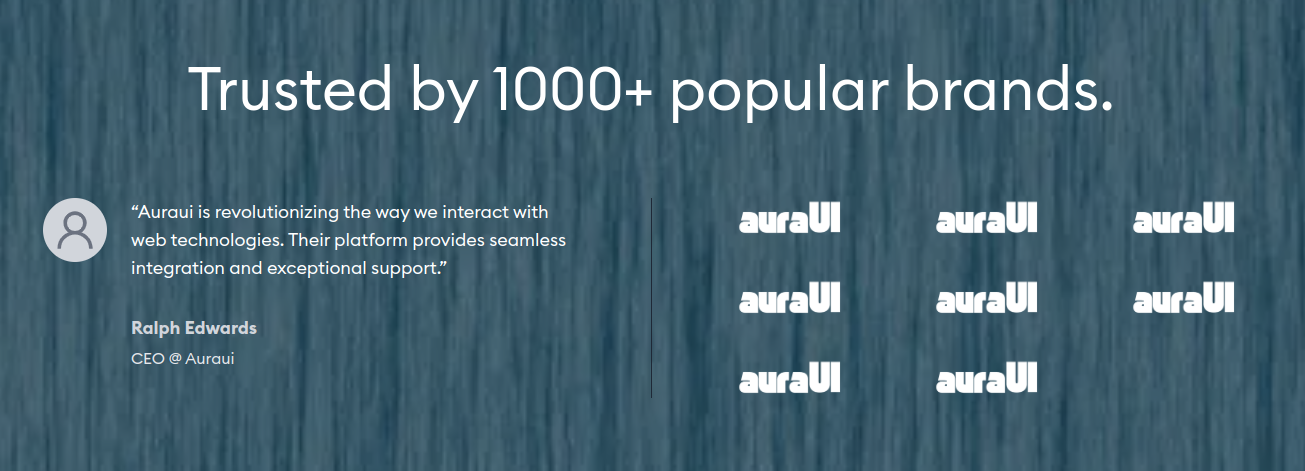 Trusted by 1000+ popular brands.
“Auraui is revolutionizing the way we interact with
web technologies. Their platform provides seamless
integration and exceptional support.”
Ralph Edwards
CEO @ Auraui
auraUI auraUI auraUI
auraUI auraUI auraUI
auraUI auraUI